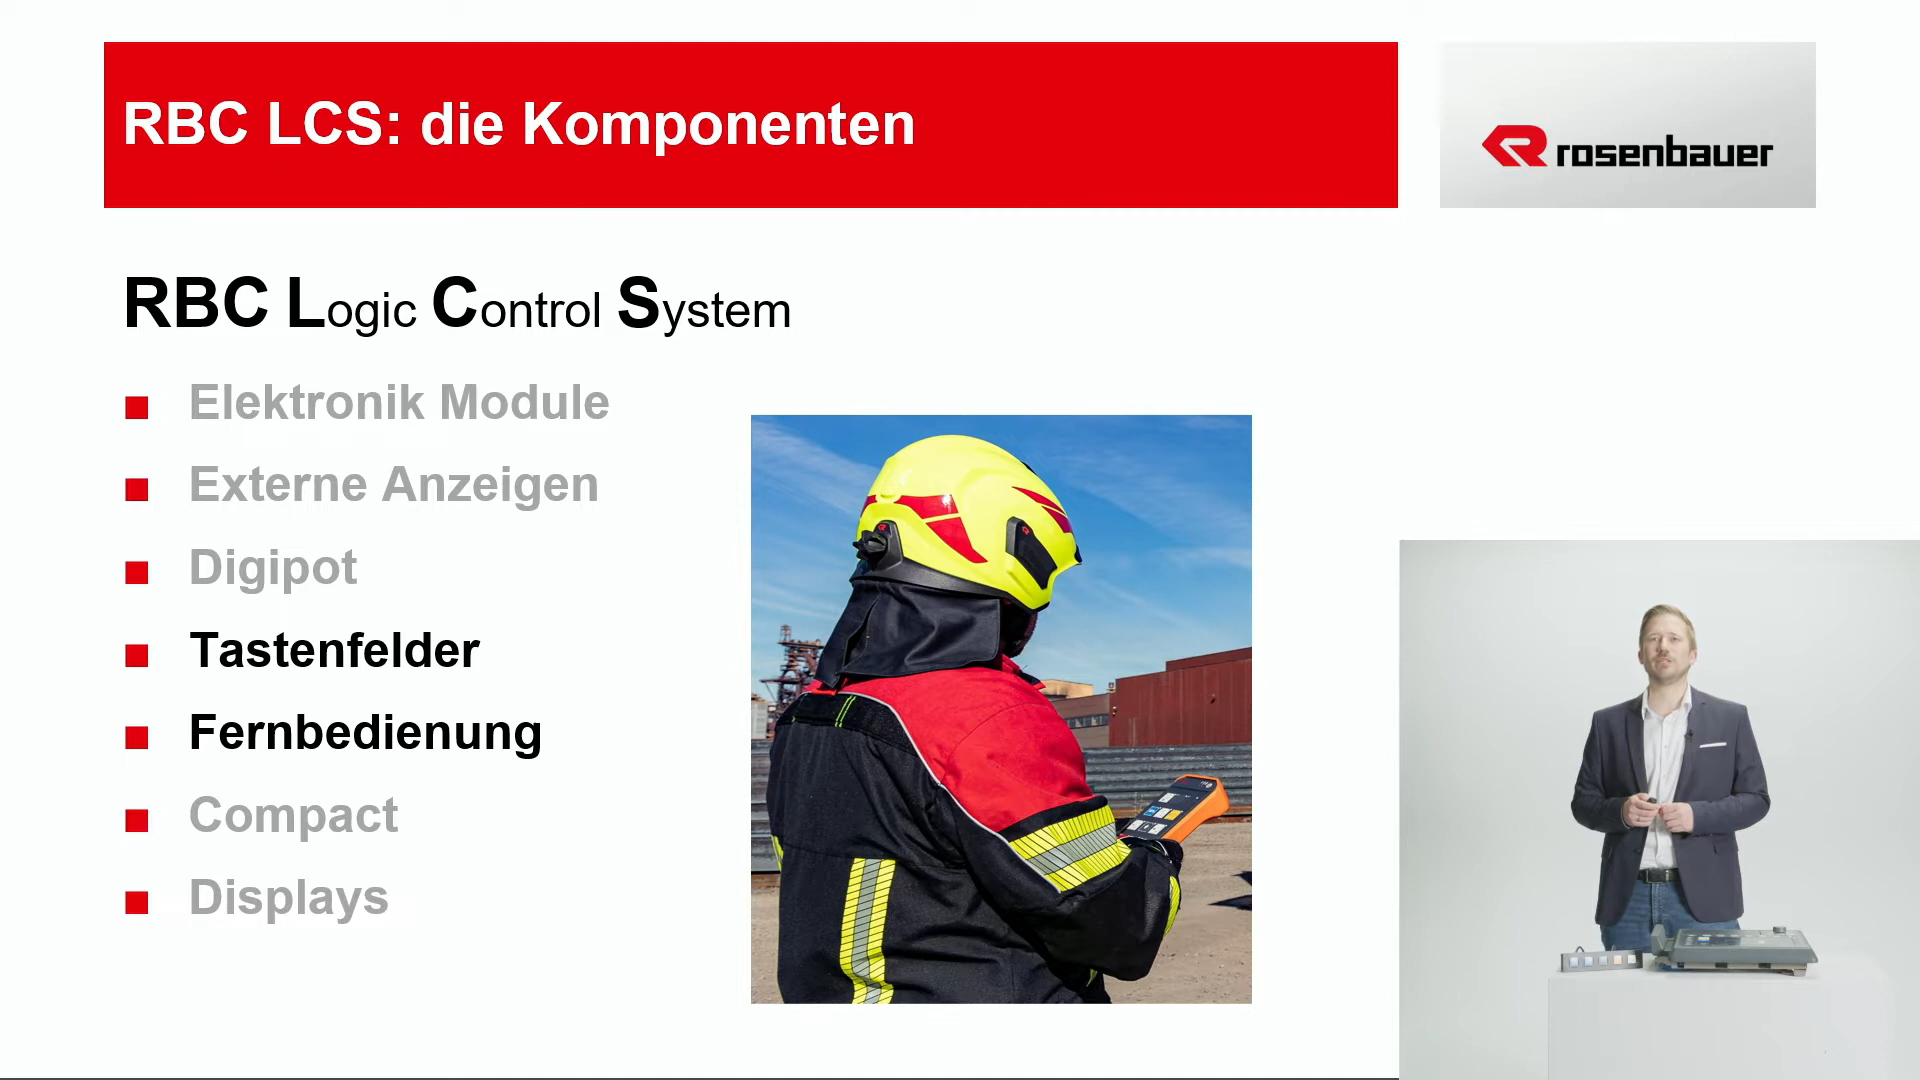 RBC LCS: die Komponenten
rosenbauer
RBC Logic Control System
Elektronik Module
Externe Anzeigen
Digipot
Tastenfelder
Fernbedienung
Compact
Displays